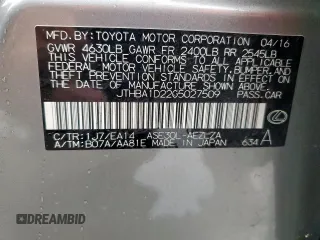 MFD.BY:TOYOTA MOTOR CORPORATION 04/16
GVWR 4630LB GAWR FR 2400LB RR 2545LB
THIS VEHICLE CONFORMS TO ALL APPLICABLE
FEDERAL MOTOR VEHICLE SAFETY, BUMPER, AND
THEFT PREVENTION STANDARDS IN EFFECT ON THE
DATE OF MANUFACTURE SHOWN ABOVE.
JTHBA1D2205027509 PASS.CAR
C/TR:1J7/EA14 ASE30L-AEZLZA
A/TM:B07A/AA81E MADE IN JAPAN 634 A
DREAMBID